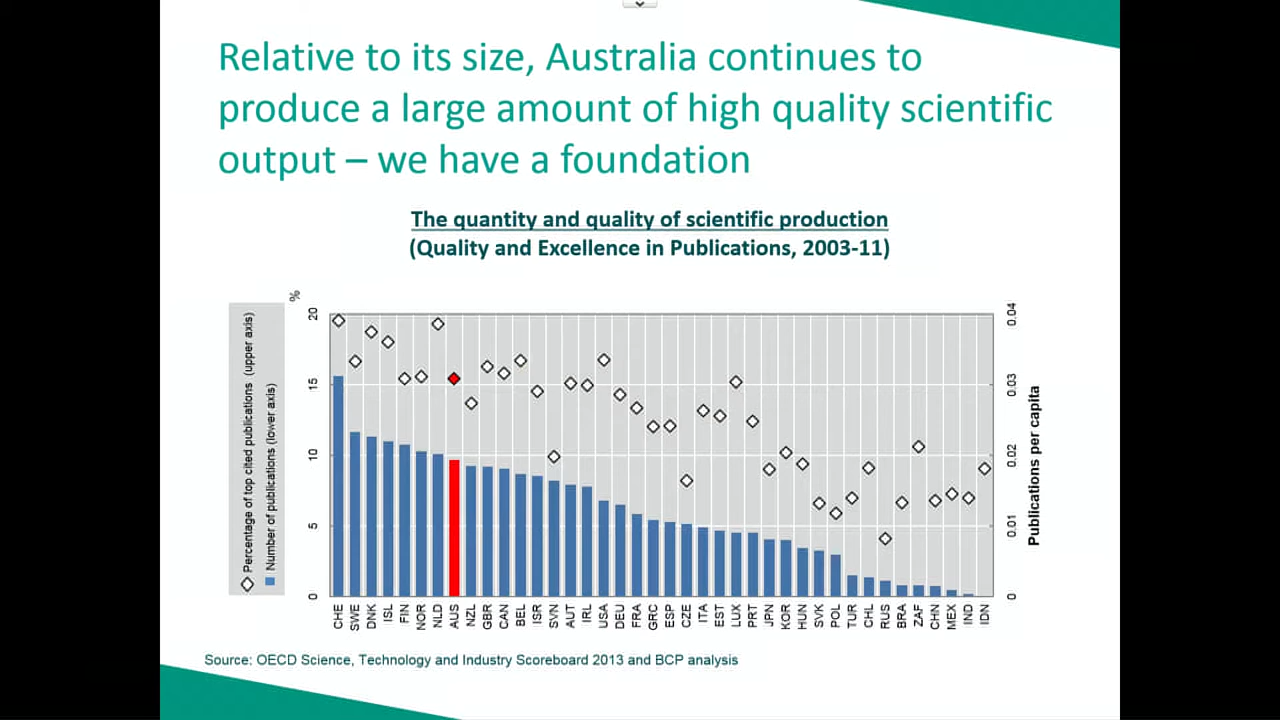 Relative to its size, Australia continues to
produce a large amount of high quality scientific
output – we have a foundation
The quantity and quality of scientific production
(Quality and Excellence in Publications, 2003-11)
Percentage of top cited publications (upper axis)
Number of publications (lower axis)
%
20
15
10
5
0
0.04
0.03
0.02
0.01
0
Publications per capita
CHE SWE DNK ISL FIN NOR NLD AUS NZL GBR CAN BEL ISR SVN AUT IRL USA DEU FRA GRC ESP CZE ITA EST LUX PRT JPN KOR HUN SVK POL TUR CHL RUS BRA ZAF CHN MEX IND IDN
Source: OECD Science, Technology and Industry Scoreboard 2013 and BCP analysis